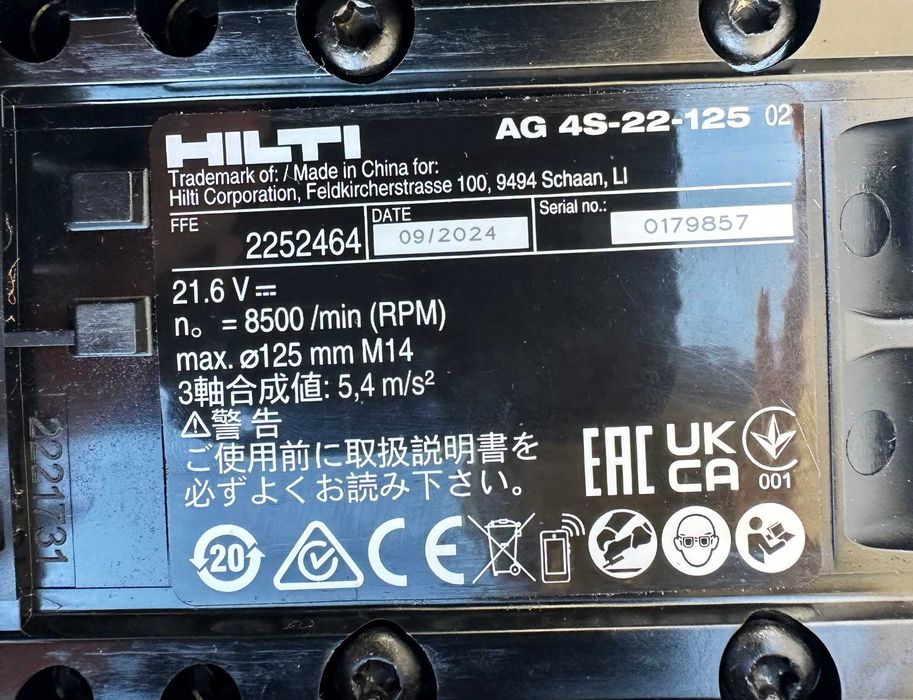 HILTI
AG 4S-22-125 02
Trademark of: / Made in China for:
Hilti Corporation, Feldkircherstrasse 100, 9494 Schaan, LI
FFE 2252464
DATE 09/2024
Serial no.: 0179857
21.6 V ⎓
n₀ = 8500 /min (RPM)
max. ⌀125 mm M14
3軸合成値: 5,4 m/s²
⚠警告
ご使用前に取扱説明書を
必ずよくお読み下さい。
EAC
UK
CA
001
20
CE
2221731